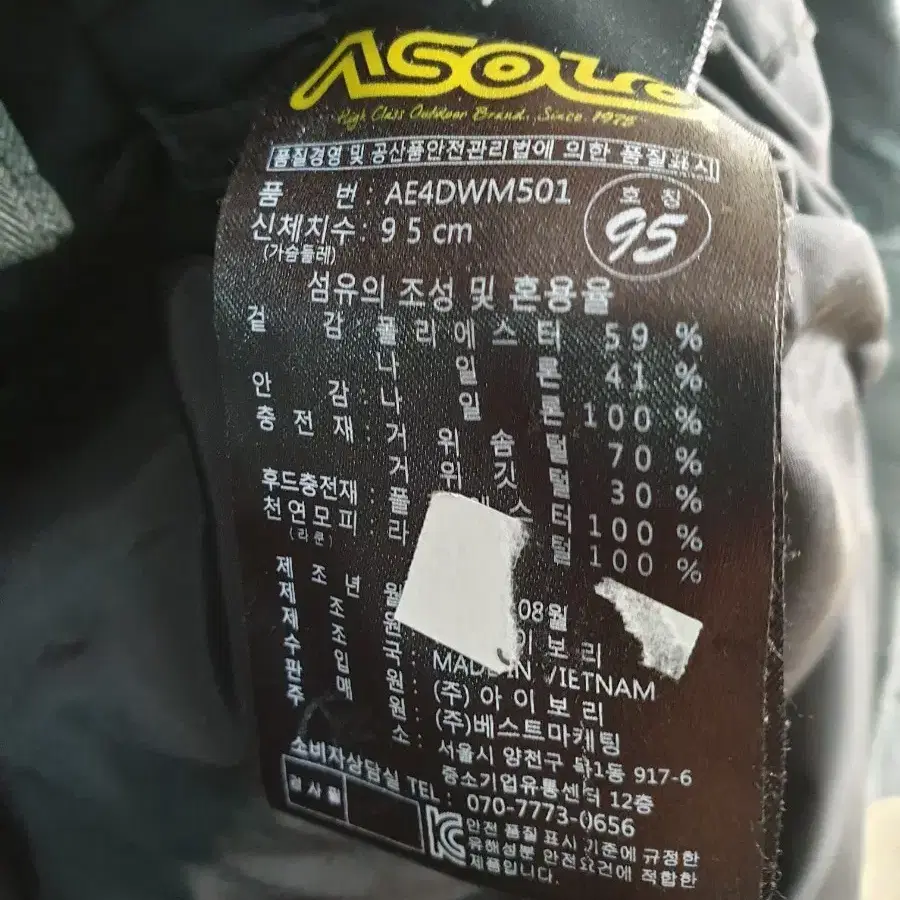 ASOLO
High Class Outdoor Brand, Since 1975
품질경영 및 공산품안전관리법에 의한 품질표시
품 번 : AE4DWM501
호 칭
95
신체치수 : 95 cm
(가슴둘레)
섬유의 조성 및 혼용율
겉 감 폴리에스터 59 %
나 일 론 41 %
안 감 : 나 일 론 100 %
충 전 재 : 거 위 솜 털 70 %
거 위 깃 털 30 %
후드충전재 : 폴 에스터 100 %
천연모피 : 라 털 100 %
(라쿤)
제 조 년 월 08월
제 조 원 : 이 보 리
제 조 국 : MADE IN VIETNAM
수 입 원 : (주) 아 이 보 리
판 매 원 : (주)베스트마케팅
주 소 : 서울시 양천구 목1동 917-6
중소기업유통센터 12층
소비자상담실 TEL : 070-7773-0656
검사필
KC 안전 품질 표시 기준에 규정한
유해성분 안전요건에 적합한
제품입니다.